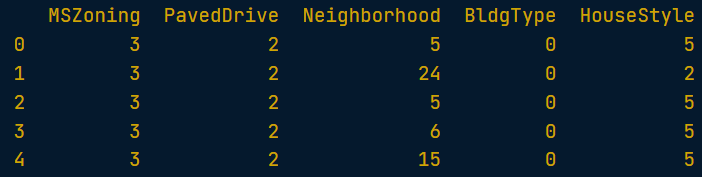 MSZoning PavedDrive Neighborhood BldgType HouseStyle
0 3 2 5 0 5
1 3 2 24 0 2
2 3 2 5 0 5
3 3 2 6 0 5
4 3 2 15 0 5